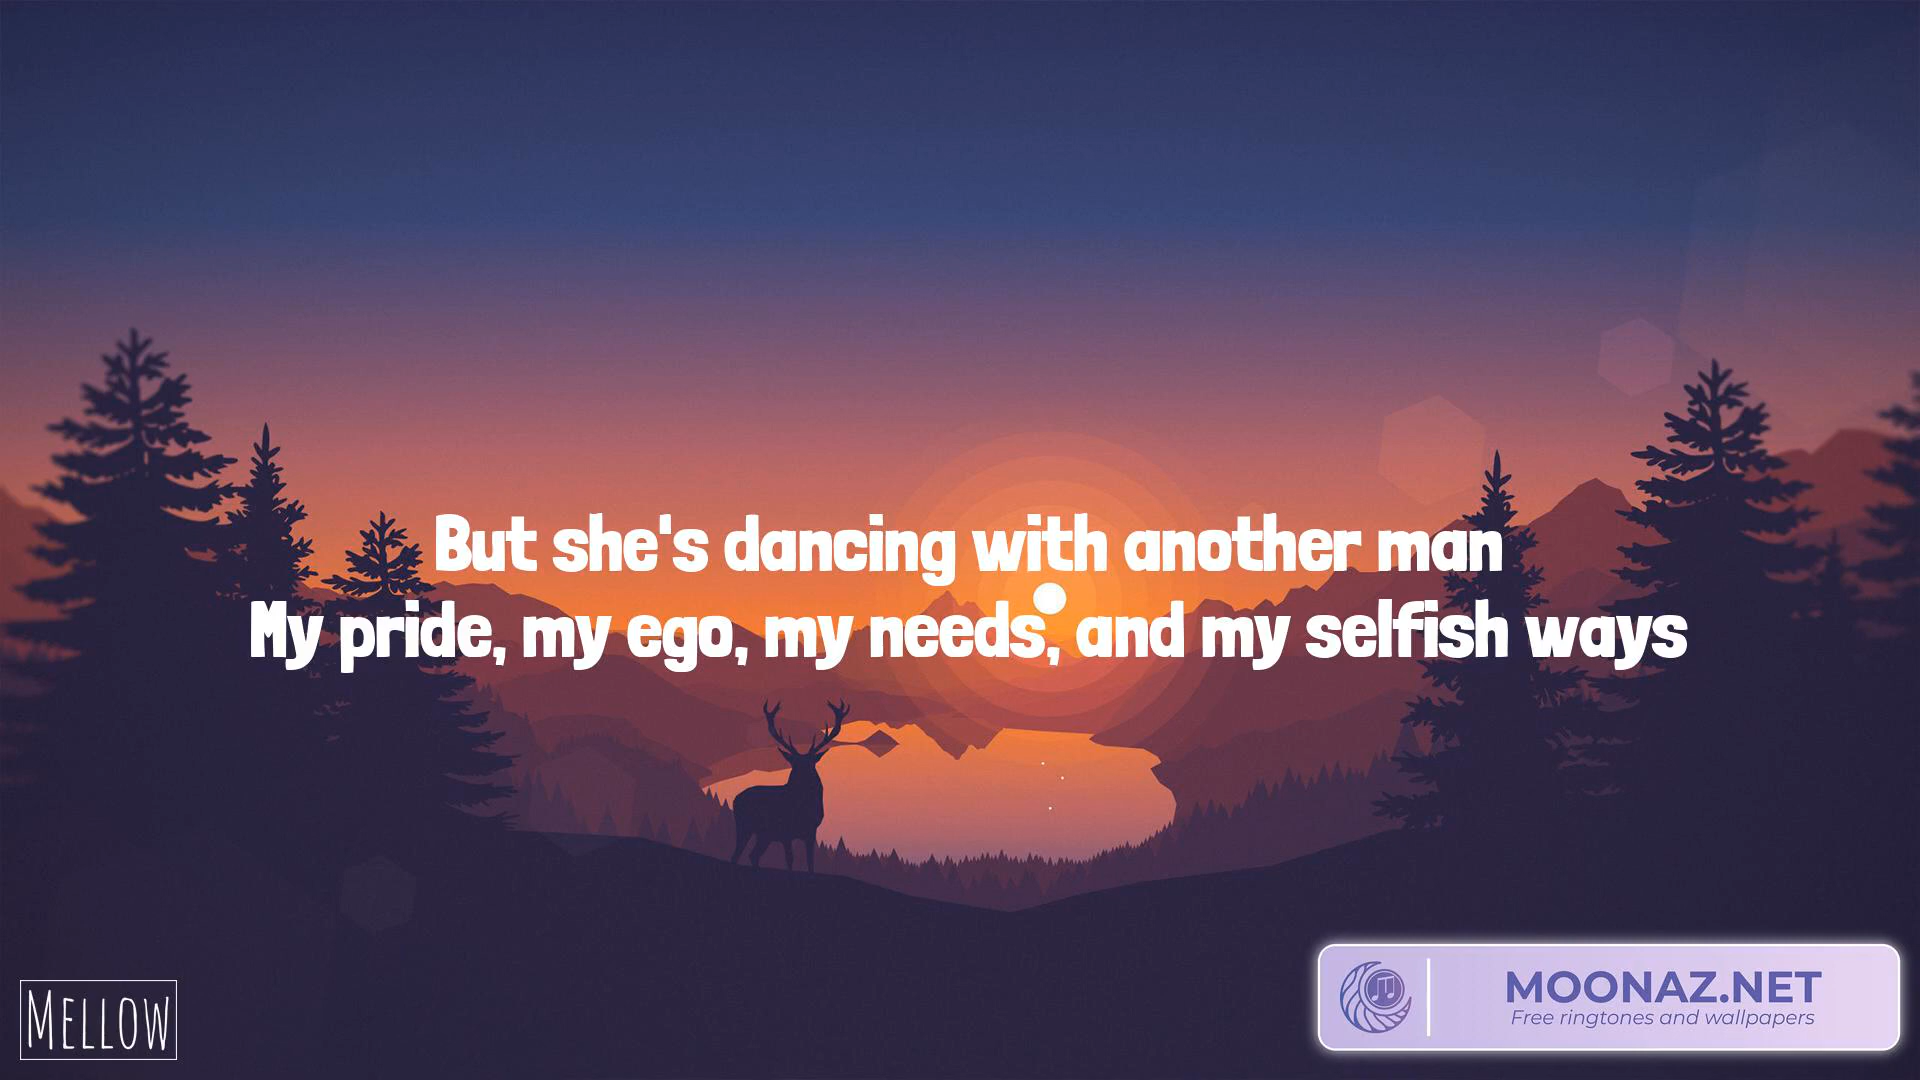 But she's dancing with another man
My pride, my ego, my needs, and my selfish ways
MELLOW
MOONAZ.NET
Free ringtones and wallpapers